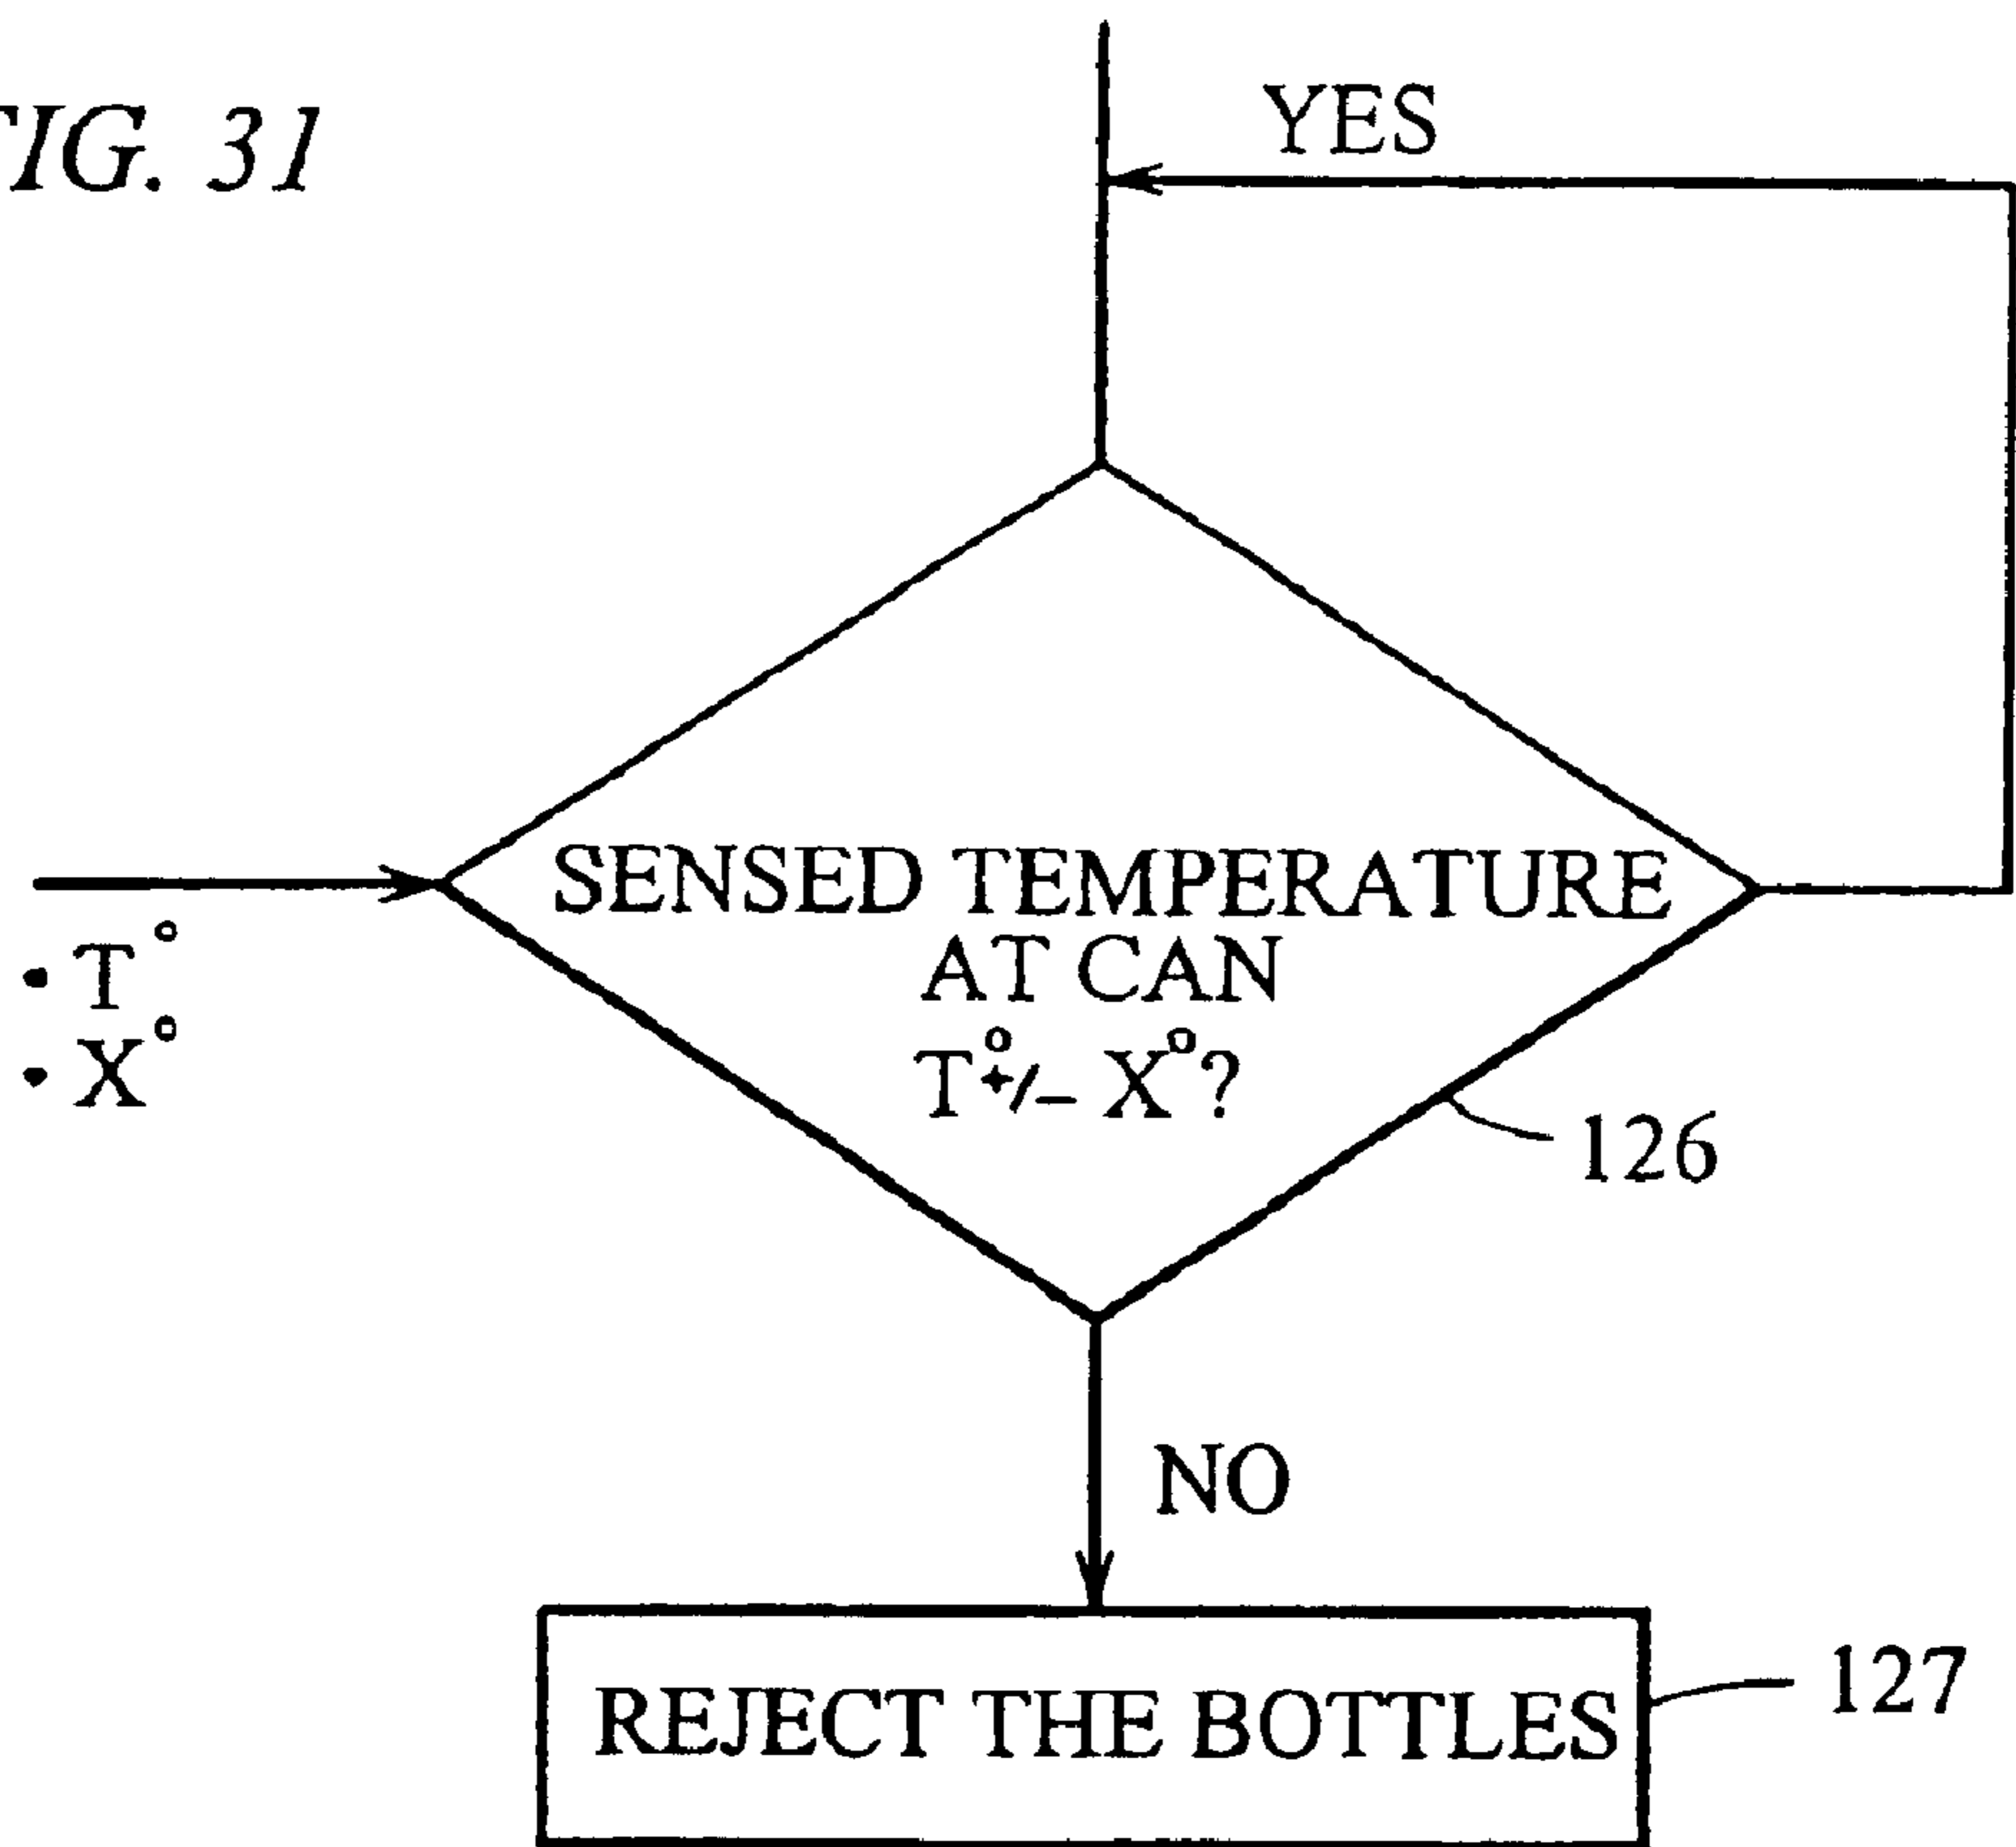 FIG. 31
YES
SENSED TEMPERATURE
AT CAN
T° +/- X° ?
• T°
• X°
126
NO
REJECT THE BOTTLES
127